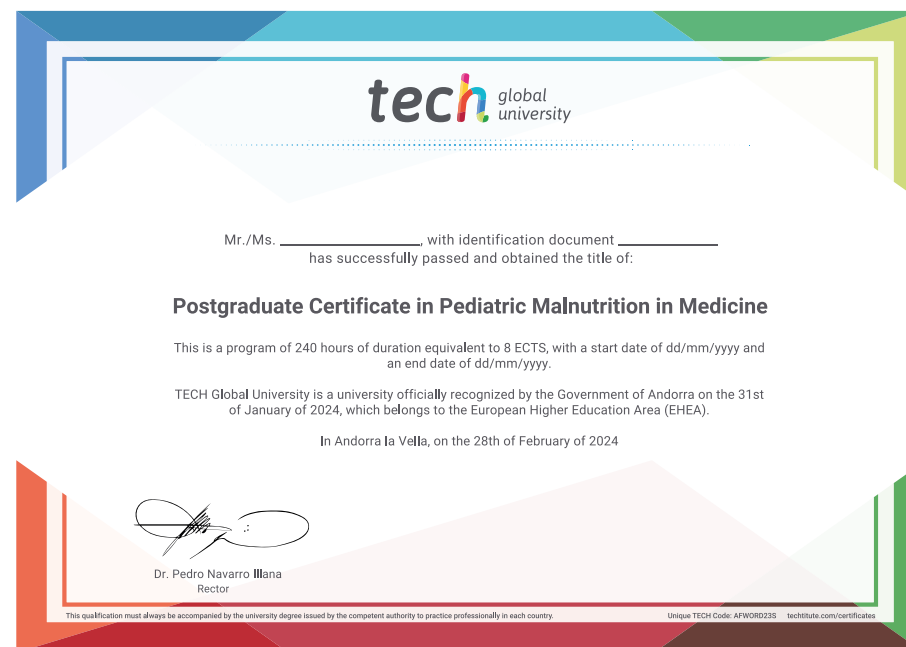 tech global
university
Mr./Ms. ____________, with identification document ____________
has successfully passed and obtained the title of:
Postgraduate Certificate in Pediatric Malnutrition in Medicine
This is a program of 240 hours of duration equivalent to 8 ECTS, with a start date of dd/mm/yyyy and
an end date of dd/mm/yyyy.
TECH Global University is a university officially recognized by the Government of Andorra on the 31st
of January of 2024, which belongs to the European Higher Education Area (EHEA).
In Andorra la Vella, on the 28th of February of 2024
Dr. Pedro Navarro Illana
Rector
This qualification must always be accompanied by the university degree issued by the competent authority to practice professionally in each country.
Unique TECH Code: AFWORD23S techtitute.com/certificates